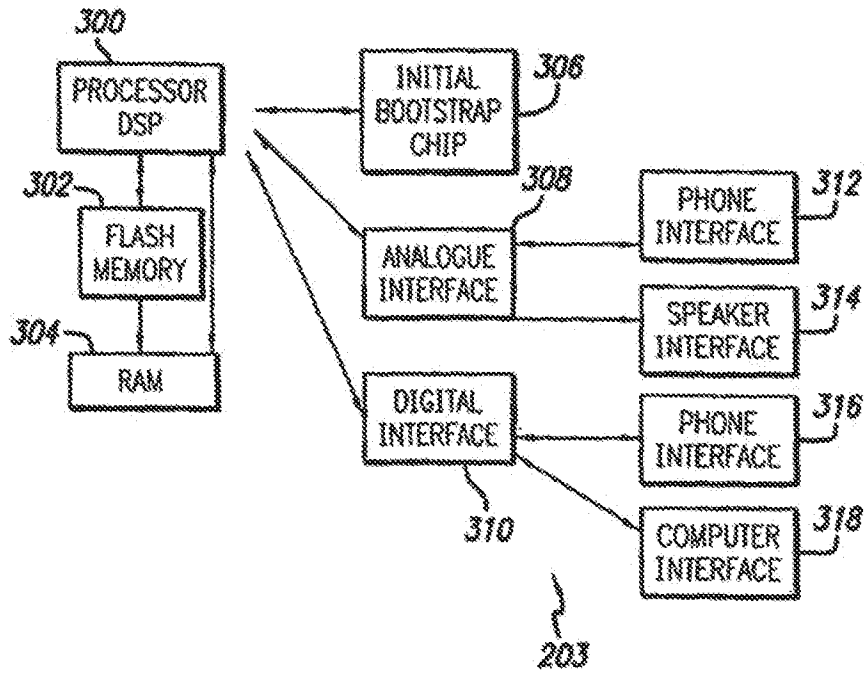 300
PROCESSOR
DSP
302
FLASH
MEMORY
304
RAM
INITIAL
BOOTSTRAP
CHIP
306
308
ANALOGUE
INTERFACE
DIGITAL
INTERFACE
310
PHONE
INTERFACE
312
SPEAKER
INTERFACE
314
PHONE
INTERFACE
316
COMPUTER
INTERFACE
318
203